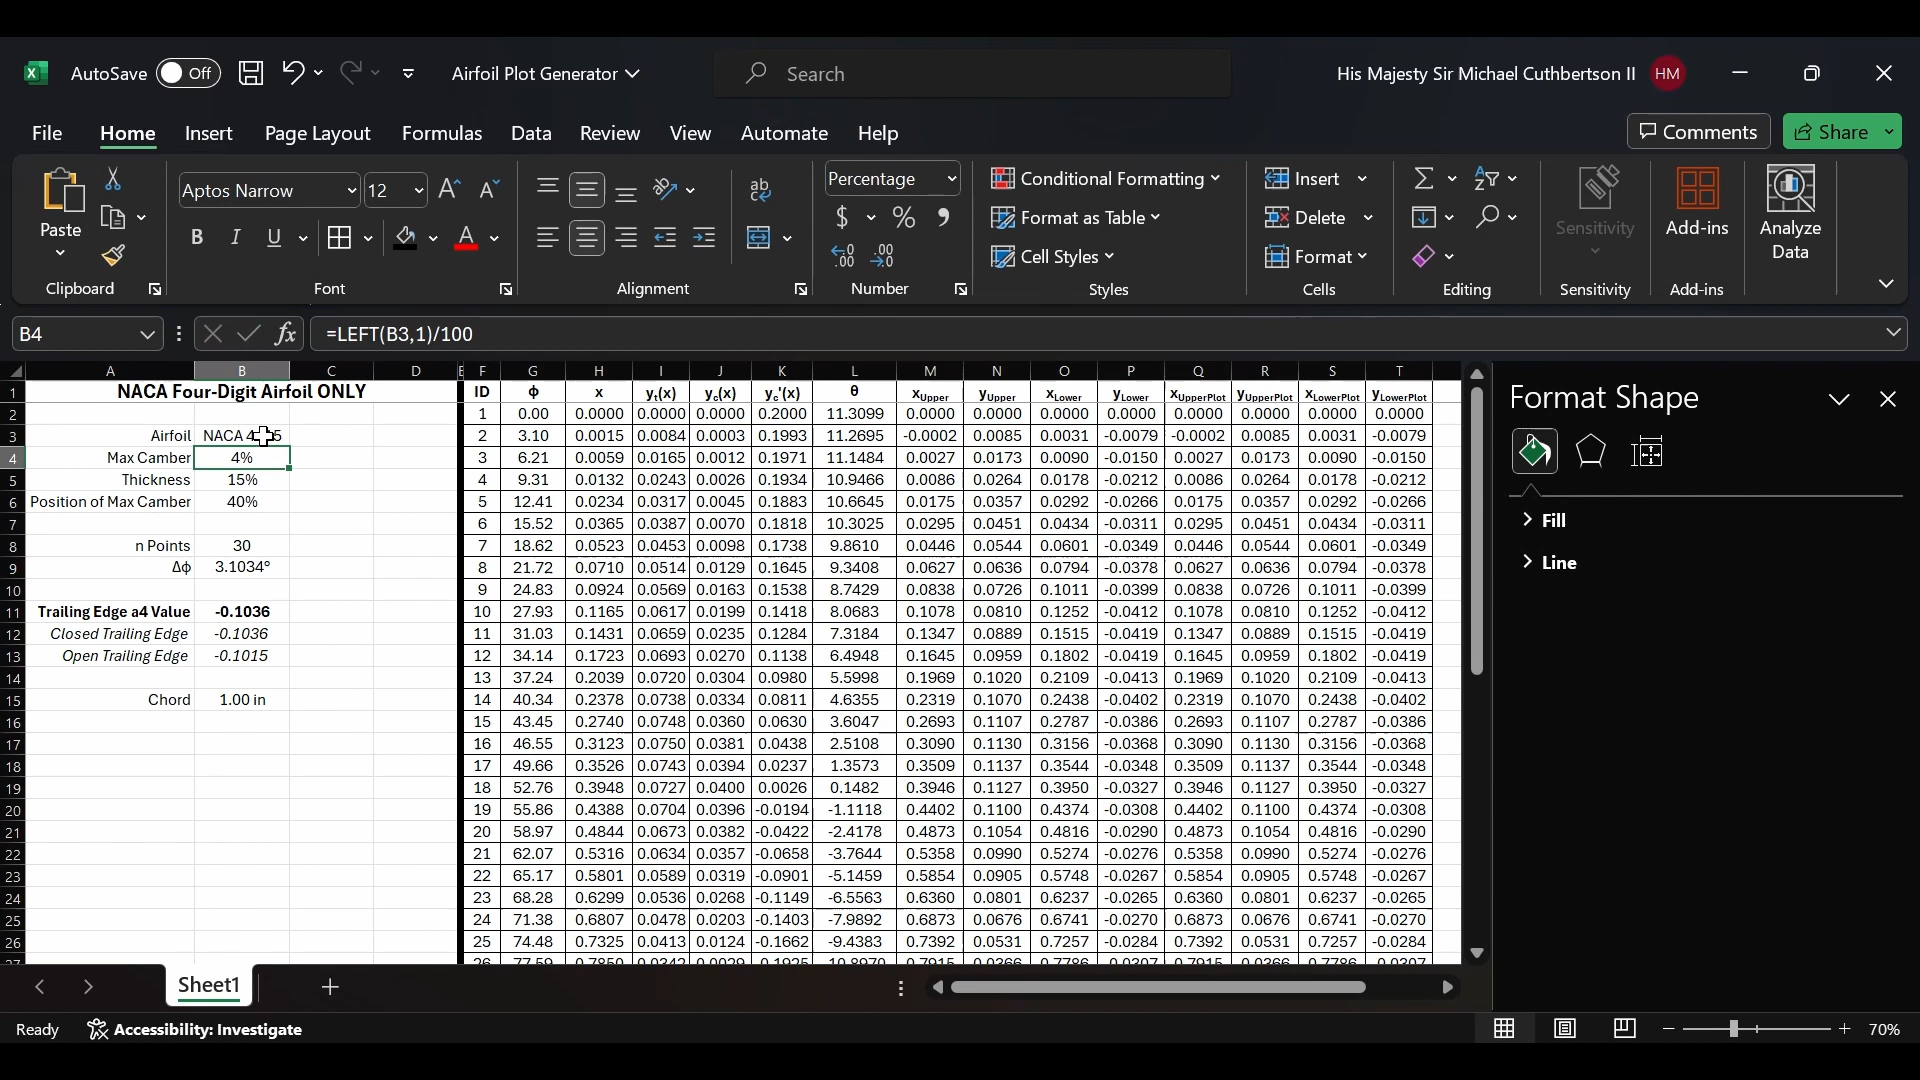 AutoSave Off Airfoil Plot Generator Search His Majesty Sir Michael Cuthbertson II HM
File Home Insert Page Layout Formulas Data Review View Automate Help Comments Share
Paste Aptos Narrow 12 Percentage Conditional Formatting Format as Table Cell Styles Insert Delete Format Sensitivity Add-ins Analyze Data
Clipboard Font Alignment Number Styles Cells Editing Sensitivity Add-ins
B4 fx =LEFT(B3,1)/100
A B C D E F G H I J K L M N O P Q R S T
1 NACA Four-Digit Airfoil ONLY ID ϕ x yt(x) yc(x) yc'(x) θ xUpper yUpper xLower yLower xUpperPlot yUpperPlot xLowerPlot yLowerPlot
2 1 0.00 0.0000 0.0000 0.0000 0.2000 11.3099 0.0000 0.0000 0.0000 0.0000 0.0000 0.0000 0.0000 0.0000
3 Airfoil NACA 2 3.10 0.0015 0.0084 0.0003 0.1993 11.2695 -0.0002 0.0085 0.0031 -0.0079 -0.0002 0.0085 0.0031 -0.0079
4 Max Camber 4% 3 6.21 0.0059 0.0165 0.0012 0.1971 11.1484 0.0027 0.0173 0.0090 -0.0150 0.0027 0.0173 0.0090 -0.0150
5 Thickness 15% 4 9.31 0.0132 0.0243 0.0026 0.1934 10.9466 0.0086 0.0264 0.0178 -0.0212 0.0086 0.0264 0.0178 -0.0212
6 Position of Max Camber 40% 5 12.41 0.0234 0.0317 0.0045 0.1883 10.6645 0.0175 0.0357 0.0292 -0.0266 0.0175 0.0357 0.0292 -0.0266
7 6 15.52 0.0365 0.0387 0.0070 0.1818 10.3025 0.0295 0.0451 0.0434 -0.0311 0.0295 0.0451 0.0434 -0.0311
8 n Points 30 7 18.62 0.0523 0.0453 0.0098 0.1738 9.8610 0.0446 0.0544 0.0601 -0.0349 0.0446 0.0544 0.0601 -0.0349
9 Δϕ 3.1034° 8 21.72 0.0710 0.0514 0.0129 0.1645 9.3408 0.0627 0.0636 0.0794 -0.0378 0.0627 0.0636 0.0794 -0.0378
10 9 24.83 0.0924 0.0569 0.0163 0.1538 8.7429 0.0838 0.0726 0.1011 -0.0399 0.0838 0.0726 0.1011 -0.0399
11 Trailing Edge a4 Value -0.1036 10 27.93 0.1165 0.0617 0.0199 0.1418 8.0683 0.1078 0.0810 0.1252 -0.0412 0.1078 0.0810 0.1252 -0.0412
12 Closed Trailing Edge -0.1036 11 31.03 0.1431 0.0659 0.0235 0.1284 7.3184 0.1347 0.0889 0.1515 -0.0419 0.1347 0.0889 0.1515 -0.0419
13 Open Trailing Edge -0.1015 12 34.14 0.1723 0.0693 0.0270 0.1138 6.4948 0.1645 0.0959 0.1802 -0.0419 0.1645 0.0959 0.1802 -0.0419
14 13 37.24 0.2039 0.0720 0.0304 0.0980 5.5998 0.1969 0.1020 0.2109 -0.0413 0.1969 0.1020 0.2109 -0.0413
15 Chord 1.00 in 14 40.34 0.2378 0.0738 0.0334 0.0811 4.6355 0.2319 0.1070 0.2438 -0.0402 0.2319 0.1070 0.2438 -0.0402
16 15 43.45 0.2740 0.0748 0.0360 0.0630 3.6047 0.2693 0.1107 0.2787 -0.0386 0.2693 0.1107 0.2787 -0.0386
17 16 46.55 0.3123 0.0750 0.0381 0.0438 2.5108 0.3090 0.1130 0.3156 -0.0368 0.3090 0.1130 0.3156 -0.0368
18 17 49.66 0.3526 0.0743 0.0394 0.0237 1.3573 0.3509 0.1137 0.3544 -0.0348 0.3509 0.1137 0.3544 -0.0348
19 18 52.76 0.3948 0.0727 0.0400 0.0026 0.1482 0.3946 0.1127 0.3950 -0.0327 0.3946 0.1127 0.3950 -0.0327
20 19 55.86 0.4388 0.0704 0.0396 -0.0194 -1.1118 0.4402 0.1100 0.4374 -0.0308 0.4402 0.1100 0.4374 -0.0308
21 20 58.97 0.4844 0.0673 0.0382 -0.0422 -2.4178 0.4873 0.1054 0.4816 -0.0290 0.4873 0.1054 0.4816 -0.0290
22 21 62.07 0.5316 0.0634 0.0357 -0.0658 -3.7644 0.5358 0.0990 0.5274 -0.0276 0.5358 0.0990 0.5274 -0.0276
23 22 65.17 0.5801 0.0589 0.0319 -0.0901 -5.1459 0.5854 0.0905 0.5748 -0.0267 0.5854 0.0905 0.5748 -0.0267
24 23 68.28 0.6299 0.0536 0.0268 -0.1149 -6.5563 0.6360 0.0801 0.6237 -0.0265 0.6360 0.0801 0.6237 -0.0265
25 24 71.38 0.6807 0.0478 0.0203 -0.1403 -7.9892 0.6873 0.0676 0.6741 -0.0270 0.6873 0.0676 0.6741 -0.0270
26 25 74.48 0.7325 0.0413 0.0124 -0.1662 -9.4383 0.7392 0.0531 0.7257 -0.0284 0.7392 0.0531 0.7257 -0.0284
Format Shape
Fill
Line
Sheet1
Ready Accessibility: Investigate 70%